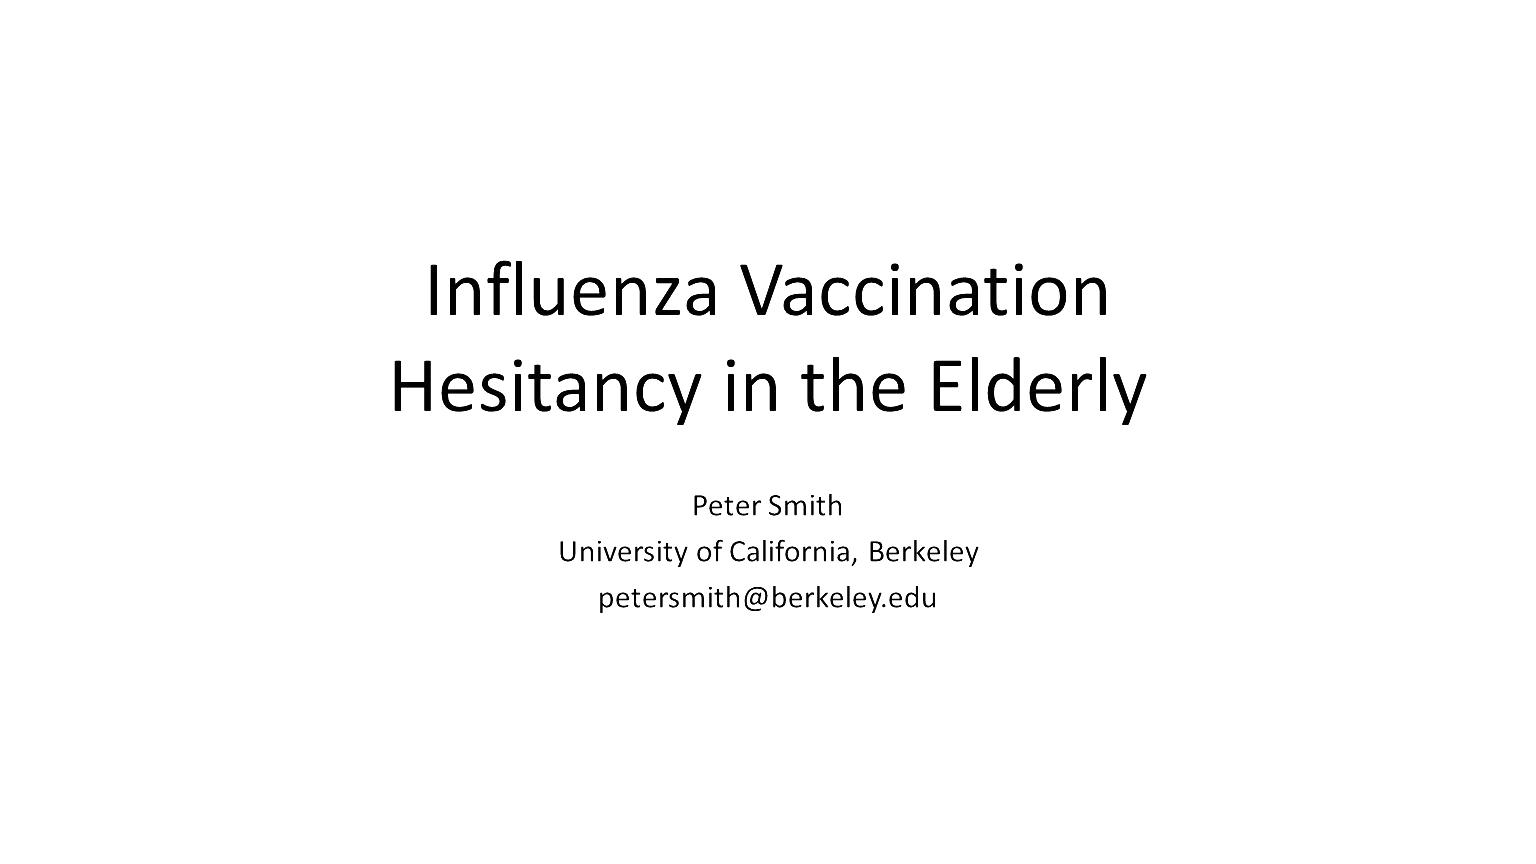 Influenza Vaccination
Hesitancy in the Elderly
Peter Smith
University of California, Berkeley
petersmith@berkeley.edu